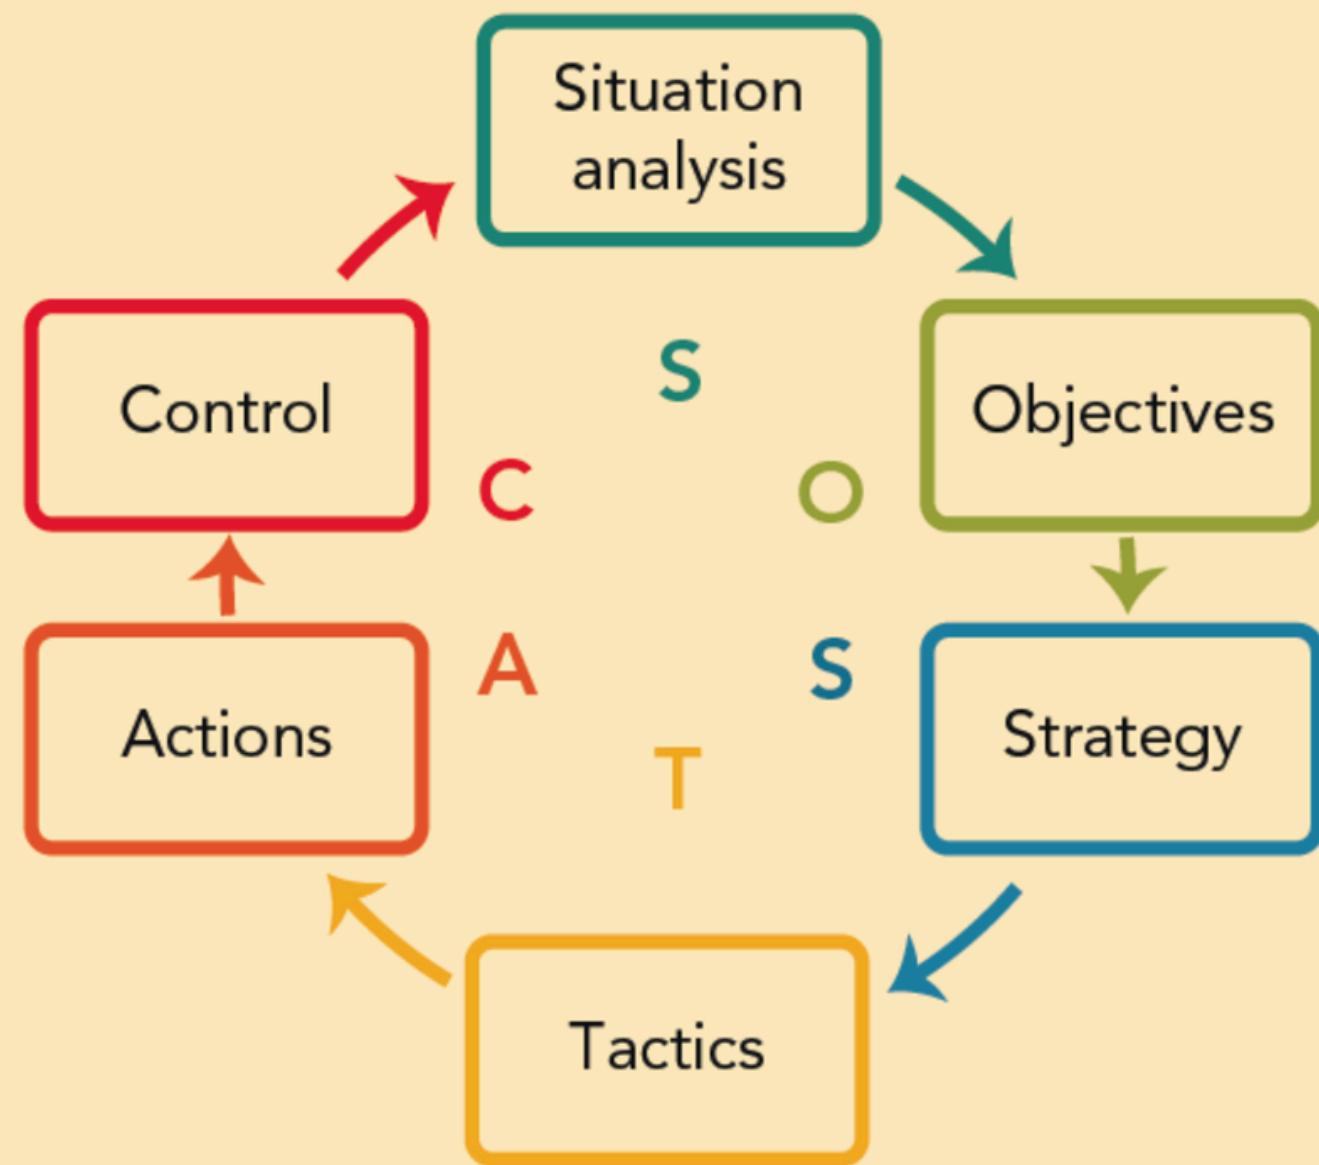 Situation
analysis
Objectives
Strategy
Tactics
Actions
Control
S
O
S
T
A
C